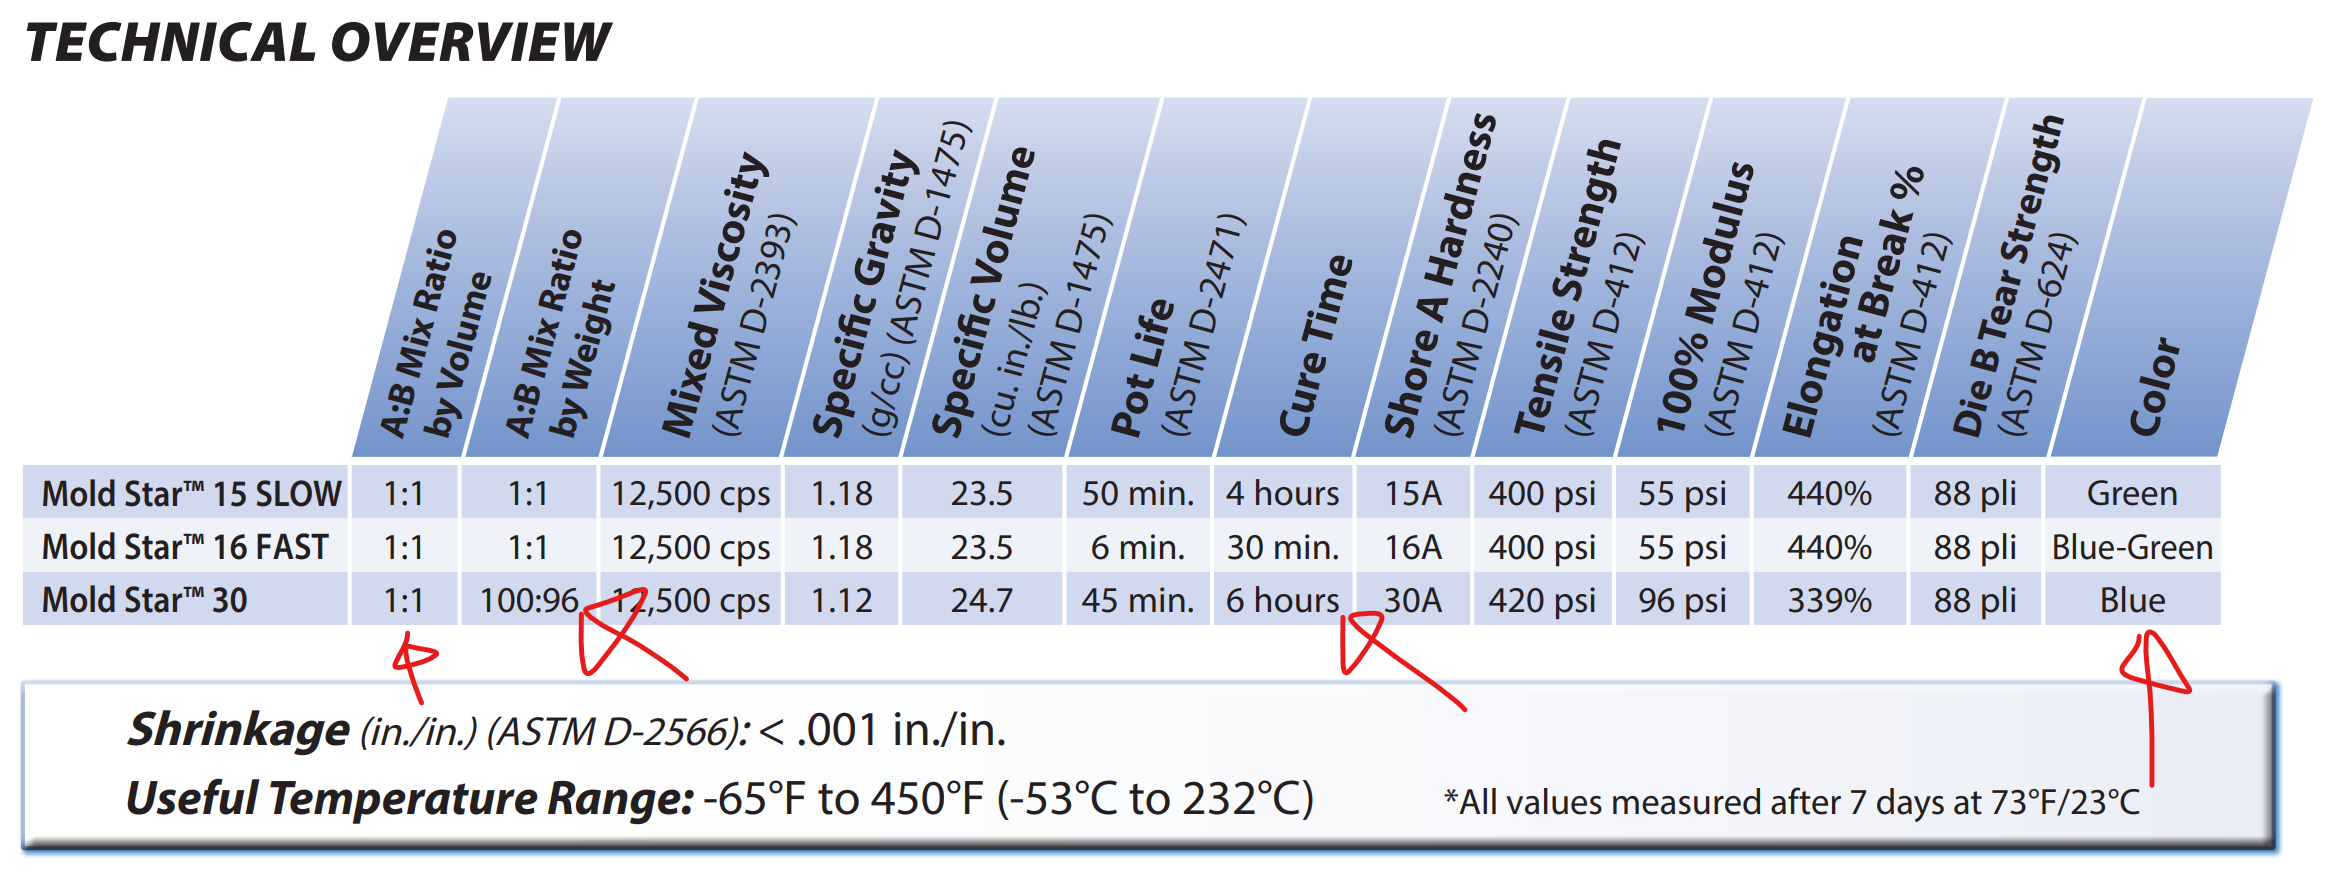 TECHNICAL OVERVIEW
A:B Mix Ratio
by Volume
A:B Mix Ratio
by Weight
Mixed Viscosity
(ASTM D-2393)
Specific Gravity
(g/cc) (ASTM D-1475)
Specific Volume
(cu. in./lb.)
(ASTM D-1475)
Pot Life
(ASTM D-2471)
Cure Time
Shore A Hardness
(ASTM D-2240)
Tensile Strength
(ASTM D-412)
100% Modulus
(ASTM D-412)
Elongation
at Break %
(ASTM D-412)
Die B Tear Strength
(ASTM D-624)
Color
Mold Star™ 15 SLOW 1:1 1:1 12,500 cps 1.18 23.5 50 min. 4 hours 15A 400 psi 55 psi 440% 88 pli Green
Mold Star™ 16 FAST 1:1 1:1 12,500 cps 1.18 23.5 6 min. 30 min. 16A 400 psi 55 psi 440% 88 pli Blue-Green
Mold Star™ 30 1:1 100:96 12,500 cps 1.12 24.7 45 min. 6 hours 30A 420 psi 96 psi 339% 88 pli Blue
Shrinkage (in./in.) (ASTM D-2566): < .001 in./in.
Useful Temperature Range: -65°F to 450°F (-53°C to 232°C)
*All values measured after 7 days at 73°F/23°C